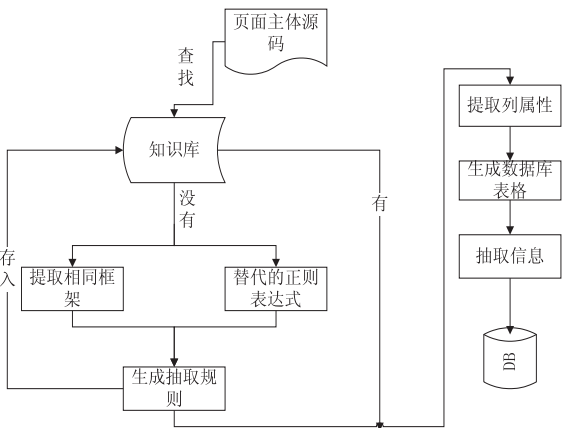 页面主体源
码
查
找
知识库
没
有
有
存
入
提取相同框
架
替代的正则
表达式
生成抽取规
则
提取列属性
生成数据库
表格
抽取信息
DB